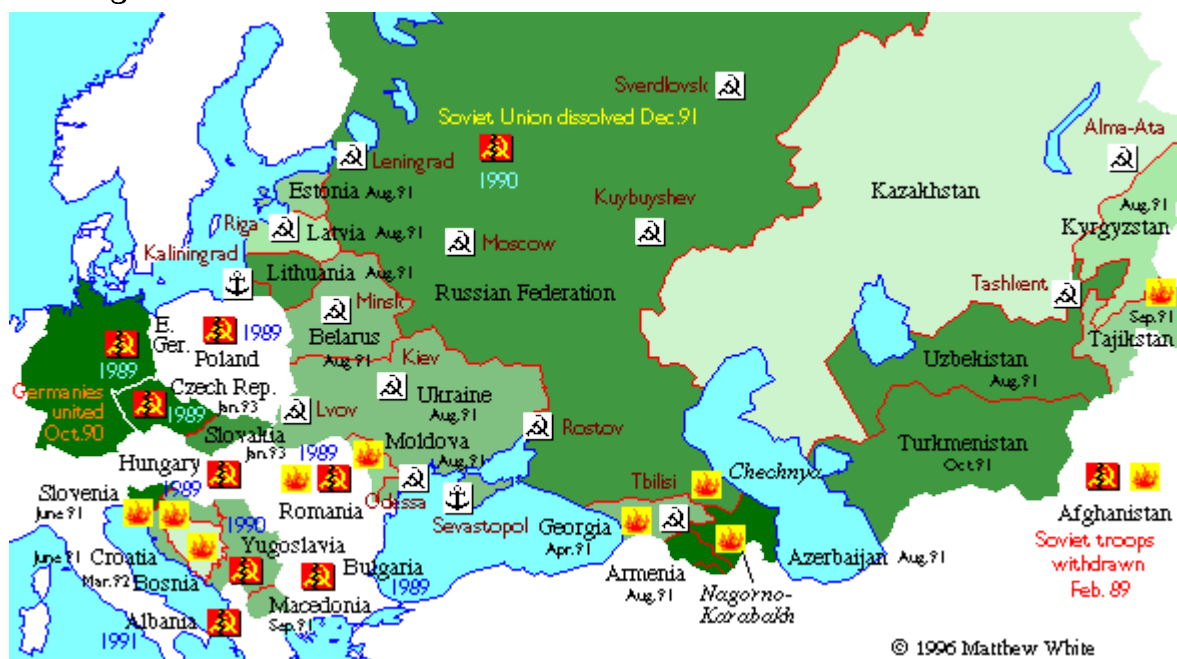 Sverdlovsk
Soviet Union dissolved Dec.91
1990
Alma-Ata
Leningrad
Estonia Aug.91
Kazakhstan
Kuybuyshev
Aug.91
Kyrgyzstan
Riga
Latvia Aug.91
Moscow
Kaliningrad
Lithuania Aug.91
Russian Federation
Tashkent
Minsk
Belarus
Aug.91
Sep.91
Tajikstan
E.
Ger.
1989
Poland
1989
Kiev
Uzbekistan
Aug.91
Czech Rep.
Jan.93
1989
Germanies
united
Oct.90
Ukraine
Aug.91
Lvov
Slovakia
Jan.93
1989
Moldova
Aug.91
Rostov
Turkmenistan
Oct.91
Hungary
1989
Tbilisi
Chechnya
Slovenia
June 91
Romania
Odessa
Sevastopol
Georgia
Apr.91
Afghanistan
Soviet troops
withdrawn
Feb. 89
June 91
Croatia
Mar.92
Bosnia
1990
Yugoslavia
Bulgaria
1989
Azerbaijan Aug.91
Armenia
Aug.91
Nagorno-
Karabakh
Macedonia
Sep.91
Albania
1991
© 1996 Matthew White